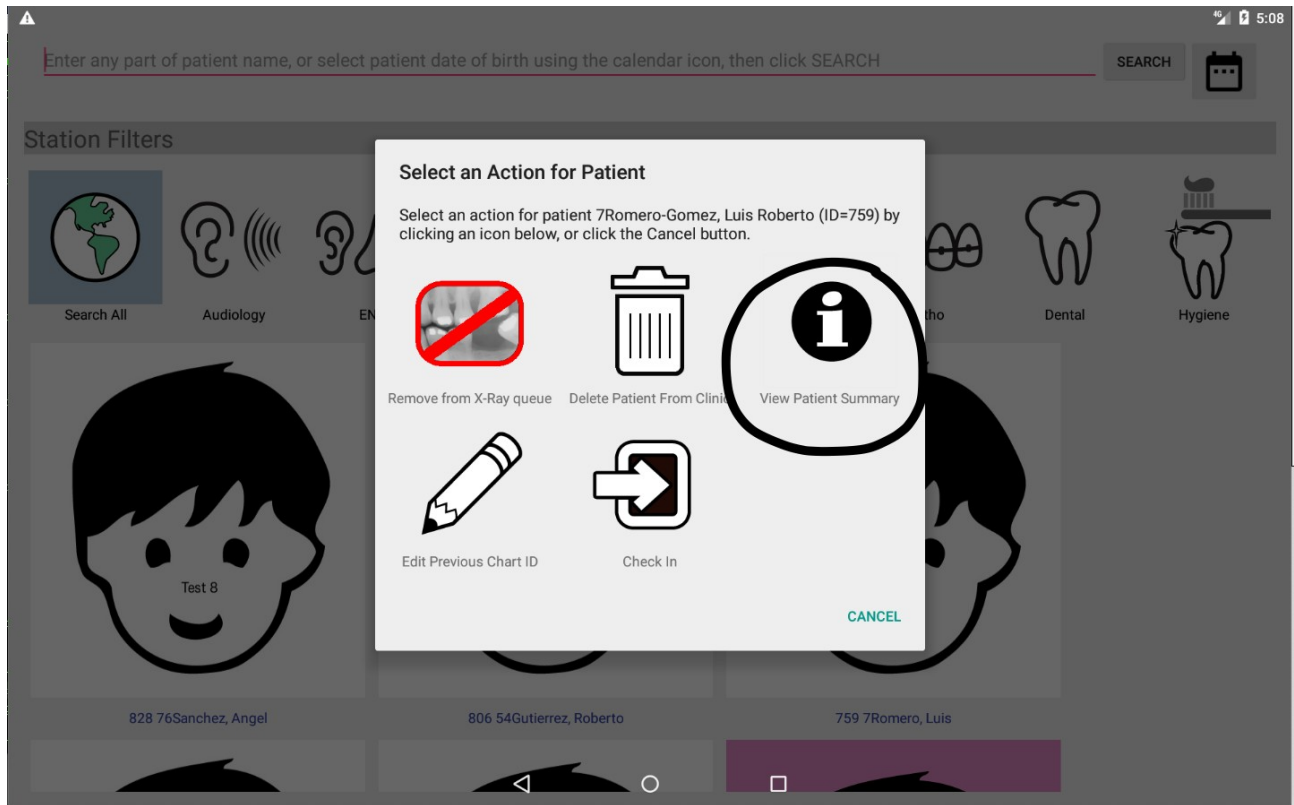 4G 5:08
Enter any part of patient name, or select patient date of birth using the calendar icon, then click SEARCH
SEARCH
Station Filters
Select an Action for Patient
Select an action for patient 7Romero-Gomez, Luis Roberto (ID=759) by
clicking an icon below, or click the Cancel button.
Search All
Audiology
EN
tho
Dental
Hygiene
Remove from X-Ray queue
Delete Patient From Clinic
View Patient Summary
Edit Previous Chart ID
Check In
Test 8
CANCEL
828 76Sanchez, Angel
806 54Gutierrez, Roberto
759 7Romero, Luis